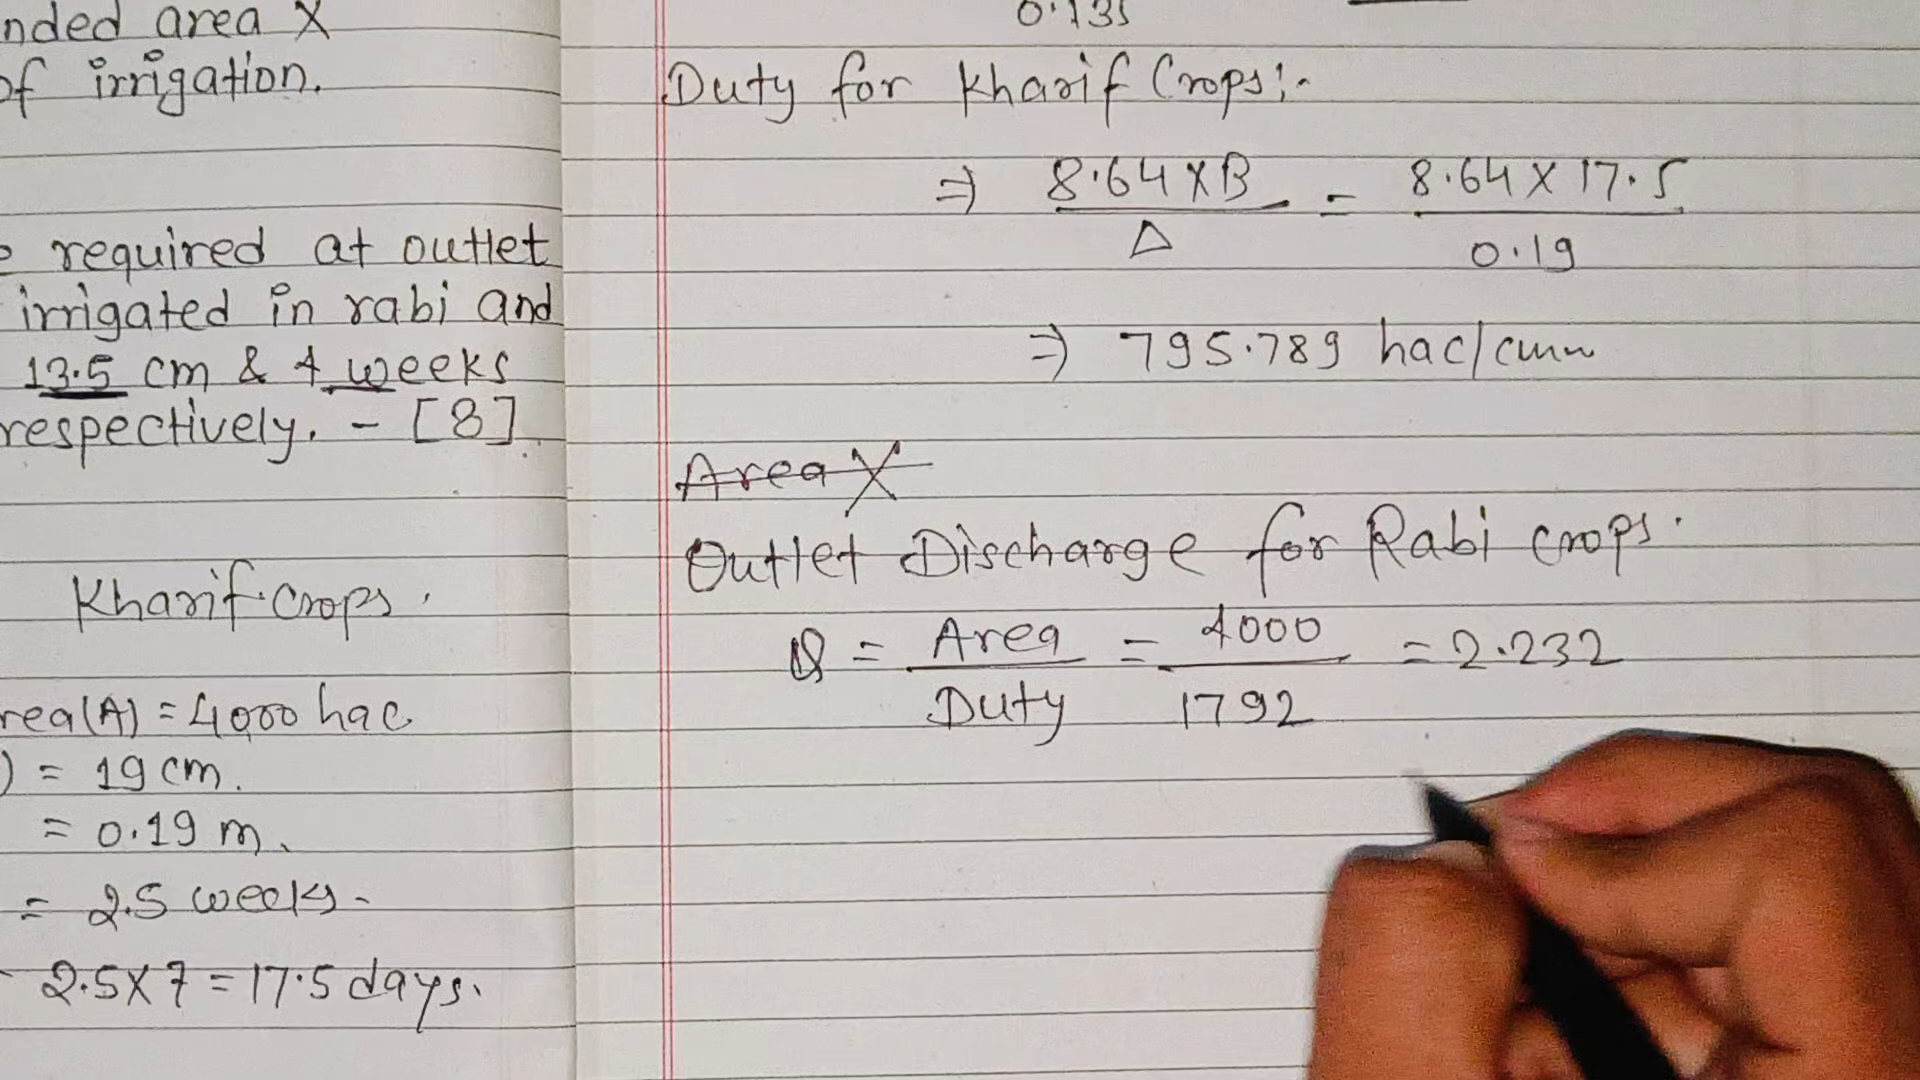 nded area X
of irrigation.
required at outlet
irrigated in rabi and
13.5 cm & 4 weeks
respectively. - [8].
Kharif crops.
rea(A) = 4000 hac
) = 19 cm.
= 0.19 m.
= 2.5 weeks.
2.5 X 7 = 17.5 days.
0.135
Duty for Kharif Crops:-
⇒ 8.64 X B / Δ = 8.64 X 17.5 / 0.19
⇒ 795.789 hac/cum
Area X
Outlet Discharge for Rabi crops.
Q = Area / Duty = 4000 / 1792 = 2.232